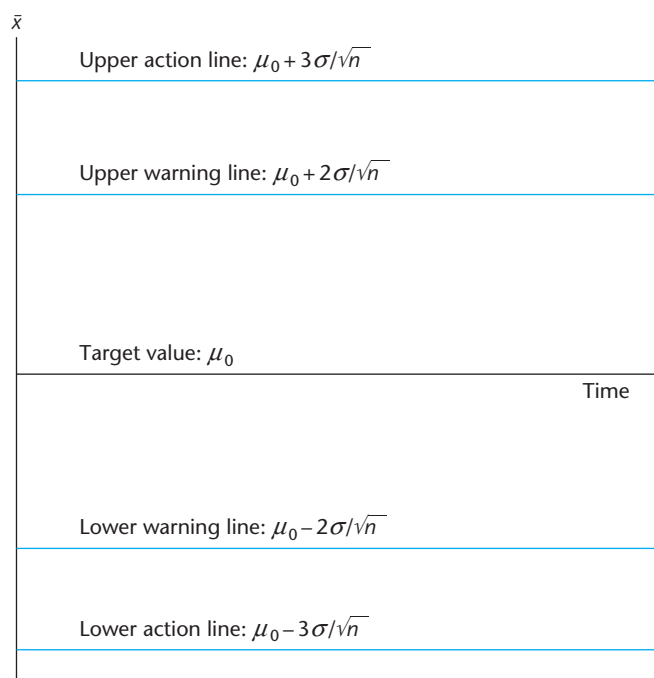 x̄
Upper action line: μ₀ + 3σ/√n
Upper warning line: μ₀ + 2σ/√n
Target value: μ₀
Time
Lower warning line: μ₀ – 2σ/√n
Lower action line: μ₀ – 3σ/√n